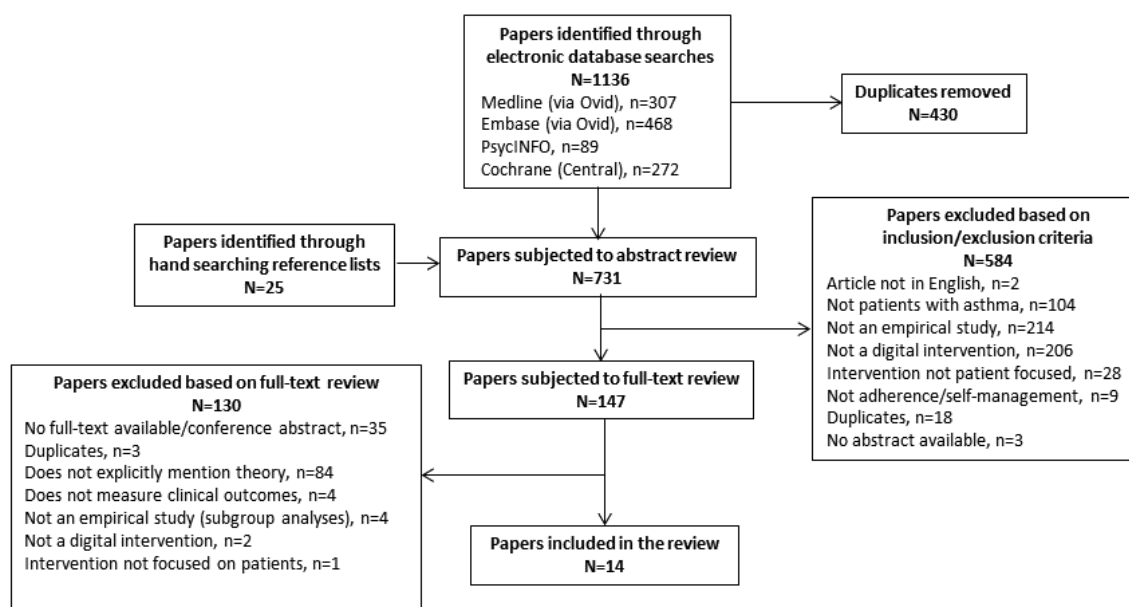 Papers identified through
electronic database searches
N=1136
Medline (via Ovid), n=307
Embase (via Ovid), n=468
PsycINFO, n=89
Cochrane (Central), n=272
Duplicates removed
N=430
Papers identified through
hand searching reference lists
N=25
Papers subjected to abstract review
N=731
Papers excluded based on
inclusion/exclusion criteria
N=584
Article not in English, n=2
Not patients with asthma, n=104
Not an empirical study, n=214
Not a digital intervention, n=206
Intervention not patient focused, n=28
Not adherence/self-management, n=9
Duplicates, n=18
No abstract available, n=3
Papers subjected to full-text review
N=147
Papers excluded based on full-text review
N=130
No full-text available/conference abstract, n=35
Duplicates, n=3
Does not explicitly mention theory, n=84
Does not measure clinical outcomes, n=4
Not an empirical study (subgroup analyses), n=4
Not a digital intervention, n=2
Intervention not focused on patients, n=1
Papers included in the review
N=14